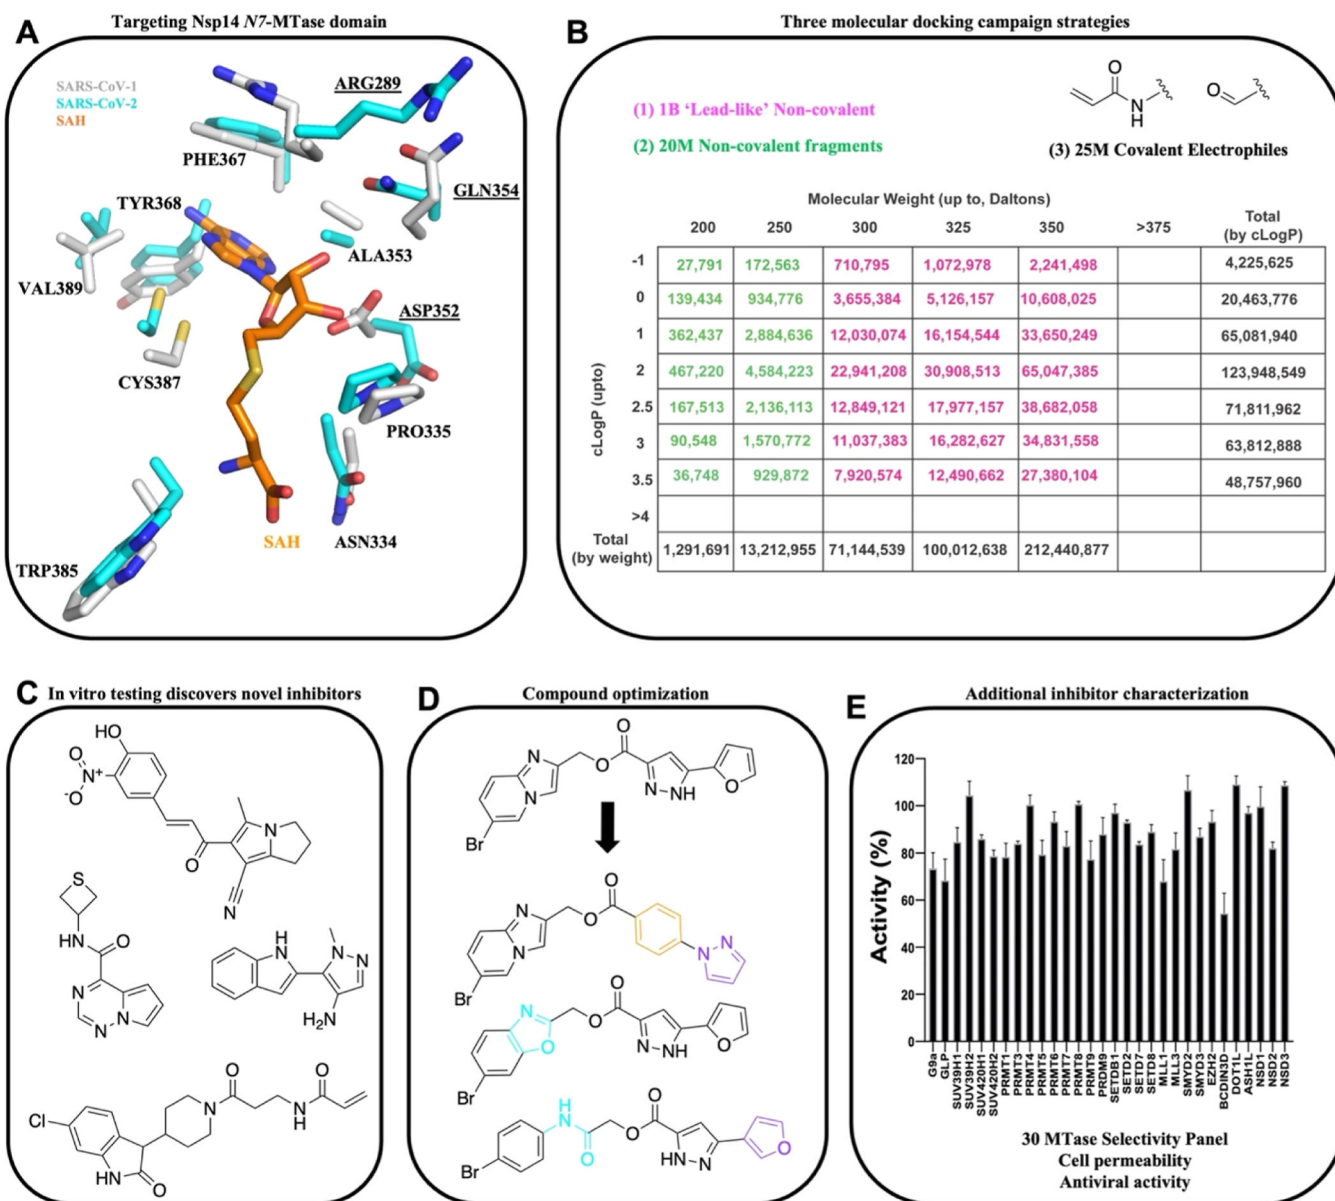 A
Targeting Nsp14 N7-MTase domain
SARS-CoV-1
SARS-CoV-2
SAH
ARG289
PHE367
GLN354
TYR368
ALA353
VAL389
ASP352
CYS387
PRO335
SAH
ASN334
TRP385
B
Three molecular docking campaign strategies
(1) 1B ‘Lead-like’ Non-covalent
(2) 20M Non-covalent fragments
O
N
H
O
(3) 25M Covalent Electrophiles
Molecular Weight (up to, Daltons)
200 250 300 325 350 >375 Total
(by cLogP)
cLogP (upto)
-1 27,791 172,563 710,795 1,072,978 2,241,498 4,225,625
0 139,434 934,776 3,655,384 5,126,157 10,608,025 20,463,776
1 362,437 2,884,636 12,030,074 16,154,544 33,650,249 65,081,940
2 467,220 4,584,223 22,941,208 30,908,513 65,047,385 123,948,549
2.5 167,513 2,136,113 12,849,121 17,977,157 38,682,058 71,811,962
3 90,548 1,570,772 11,037,383 16,282,627 34,831,558 63,812,888
3.5 36,748 929,872 7,920,574 12,490,662 27,380,104 48,757,960
>4
Total
(by weight) 1,291,691 13,212,955 71,144,539 100,012,638 212,440,877
C
In vitro testing discovers novel inhibitors
HO
O
N+
-O
O
N
N
S
HN
O
N
N
N
H
N
N
N
H2N
Cl
HN
O
N
O
N
H
O
D
Compound optimization
N
N
Br
O
O
N
NH
O
N
N
Br
O
O
N
N
N
O
Br
O
O
N
NH
O
Br
H
N
O
O
O
HN
N
O
E
Additional inhibitor characterization
Activity (%)
120
100
80
60
40
20
0
G9a
GLP
SUV39H1
SUV39H2
SUV420H1
SUV420H2
PRMT1
PRMT3
PRMT4
PRMT5
PRMT6
PRMT7
PRMT8
PRMT9
PRDM9
SETDB1
SETD2
SETD7
SETD8
MLL1
MLL3
SMYD2
SMYD3
EZH2
BCDIN3D
DOT1L
ASH1L
NSD1
NSD2
NSD3
30 MTase Selectivity Panel
Cell permeability
Antiviral activity